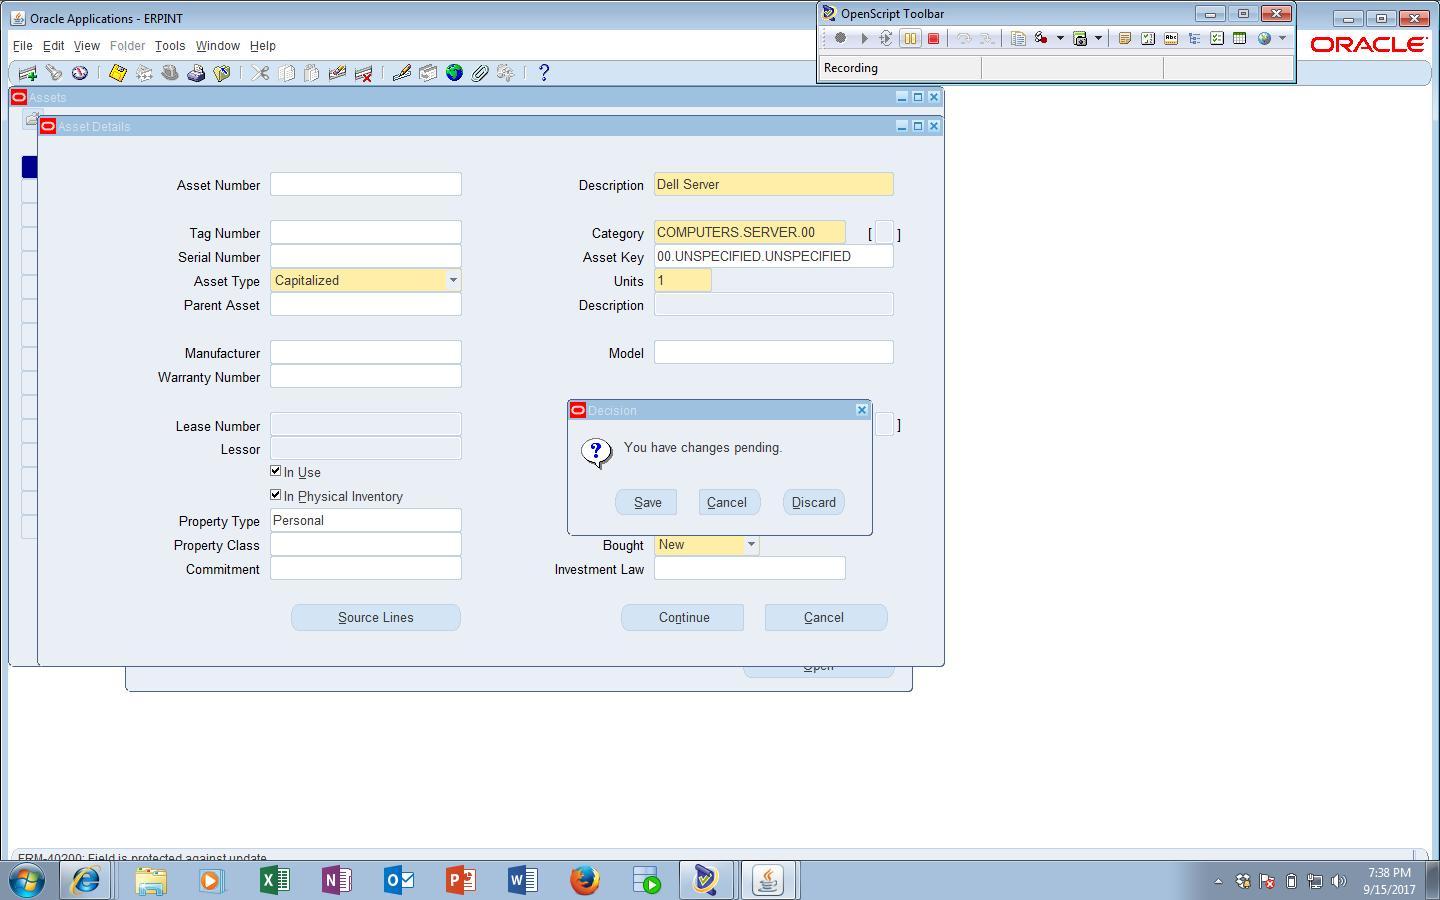 Oracle Applications - ERPINT
OpenScript Toolbar
File Edit View Folder Tools Window Help
ORACLE
Recording
Assets
Asset Details
Asset Number
Description Dell Server
Tag Number
Category COMPUTERS.SERVER.00 [ ]
Serial Number
Asset Key 00.UNSPECIFIED.UNSPECIFIED
Asset Type Capitalized
Units 1
Parent Asset
Description
Manufacturer
Model
Warranty Number
Decision
You have changes pending.
Save Cancel Discard
Lease Number
]
Lessor
In Use
In Physical Inventory
Property Type Personal
Property Class
Bought New
Commitment
Investment Law
Source Lines
Continue
Cancel
Open
FRM-40200: Field is protected against update.
7:38 PM
9/15/2017